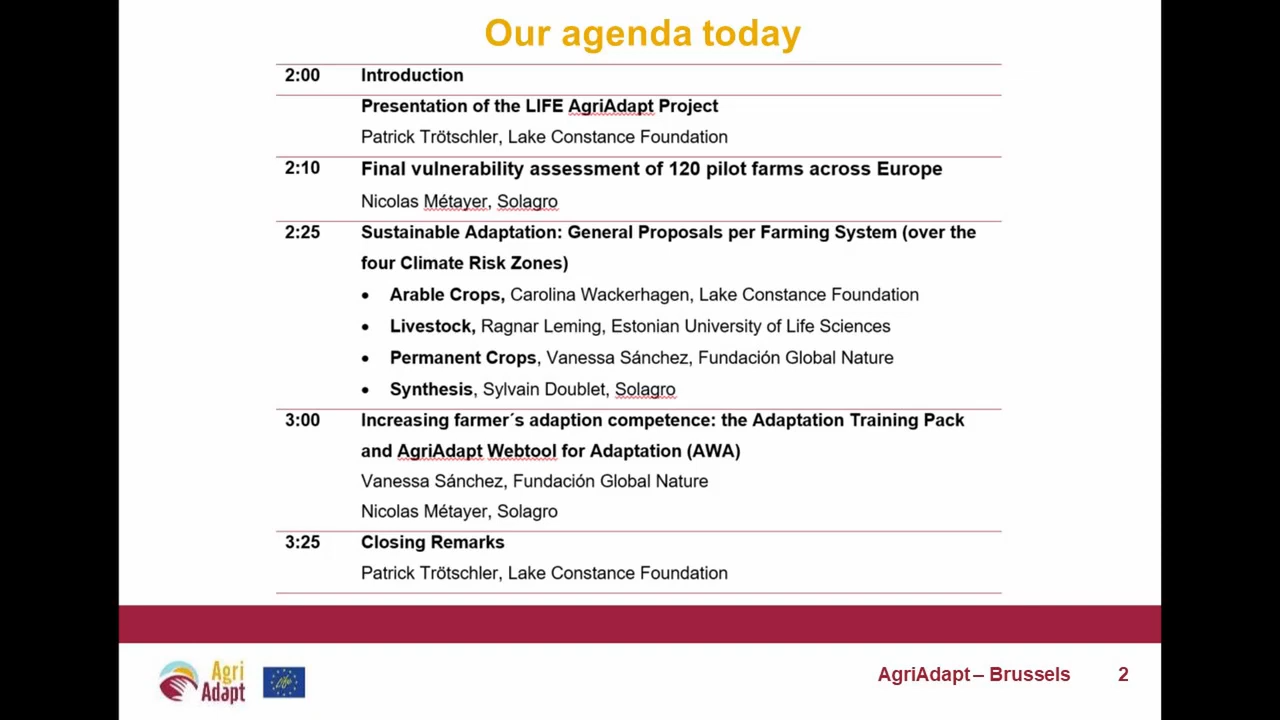 Our agenda today
2:00 Introduction
Presentation of the LIFE AgriAdapt Project
Patrick Trötschler, Lake Constance Foundation
2:10 Final vulnerability assessment of 120 pilot farms across Europe
Nicolas Métayer, Solagro
2:25 Sustainable Adaptation: General Proposals per Farming System (over the
four Climate Risk Zones)
• Arable Crops, Carolina Wackerhagen, Lake Constance Foundation
• Livestock, Ragnar Leming, Estonian University of Life Sciences
• Permanent Crops, Vanessa Sánchez, Fundación Global Nature
• Synthesis, Sylvain Doublet, Solagro
3:00 Increasing farmer´s adaption competence: the Adaptation Training Pack
and AgriAdapt Webtool for Adaptation (AWA)
Vanessa Sánchez, Fundación Global Nature
Nicolas Métayer, Solagro
3:25 Closing Remarks
Patrick Trötschler, Lake Constance Foundation
Agri
Adapt
Life
AgriAdapt – Brussels 2